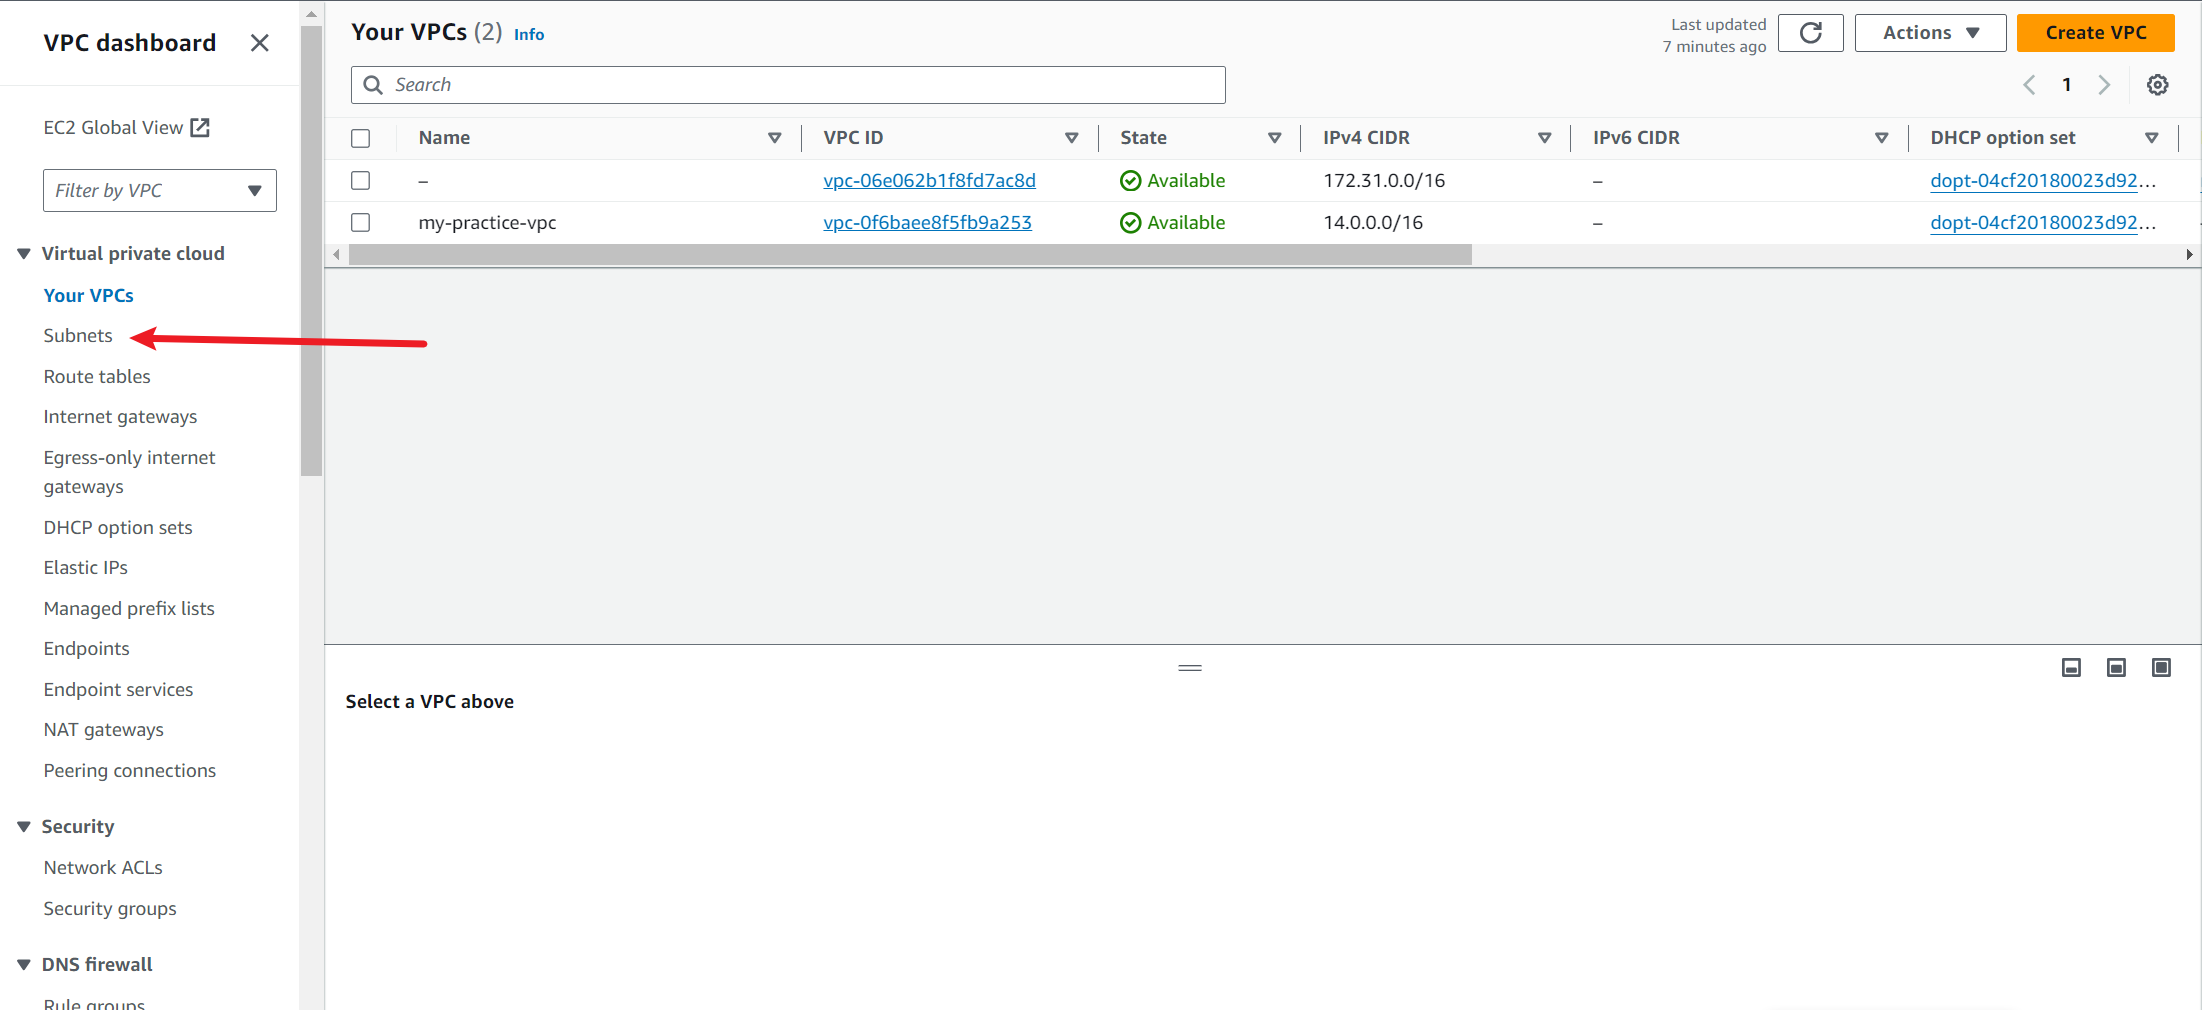 VPC dashboard
EC2 Global View
Filter by VPC
Virtual private cloud
Your VPCs
Subnets
Route tables
Internet gateways
Egress-only internet
gateways
DHCP option sets
Elastic IPs
Managed prefix lists
Endpoints
Endpoint services
NAT gateways
Peering connections
Security
Network ACLs
Security groups
DNS firewall
Rule groups
Your VPCs (2) Info
Last updated
7 minutes ago
Actions
Create VPC
Search
1
Name VPC ID State IPv4 CIDR IPv6 CIDR DHCP option set
– vpc-06e062b1f8fd7ac8d Available 172.31.0.0/16 – dopt-04cf20180023d92...
my-practice-vpc vpc-0f6baee8f5fb9a253 Available 14.0.0.0/16 – dopt-04cf20180023d92...
Select a VPC above